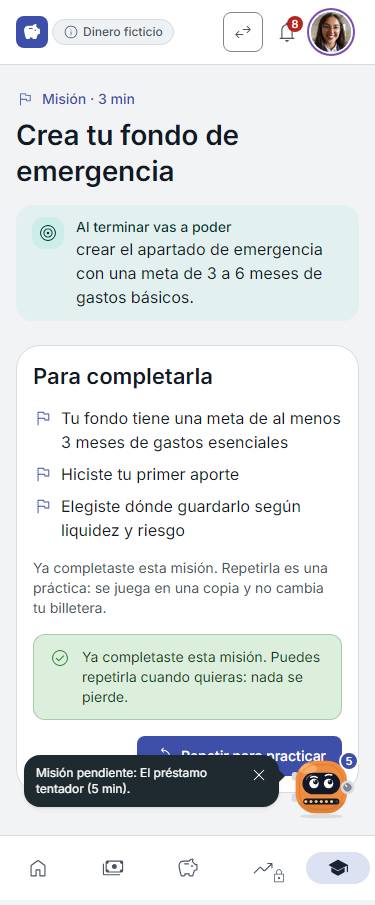 Dinero ficticio
8
Misión · 3 min
Crea tu fondo de
emergencia
Al terminar vas a poder
crear el apartado de emergencia
con una meta de 3 a 6 meses de
gastos básicos.
Para completarla
Tu fondo tiene una meta de al menos
3 meses de gastos esenciales
Hiciste tu primer aporte
Elegiste dónde guardarlo según
liquidez y riesgo
Ya completaste esta misión. Repetirla es una
práctica: se juega en una copia y no cambia
tu billetera.
Ya completaste esta misión. Puedes
repetirla cuando quieras: nada se
pierde.
Repetir para practicar
Misión pendiente: El préstamo
tentador (5 min).
5